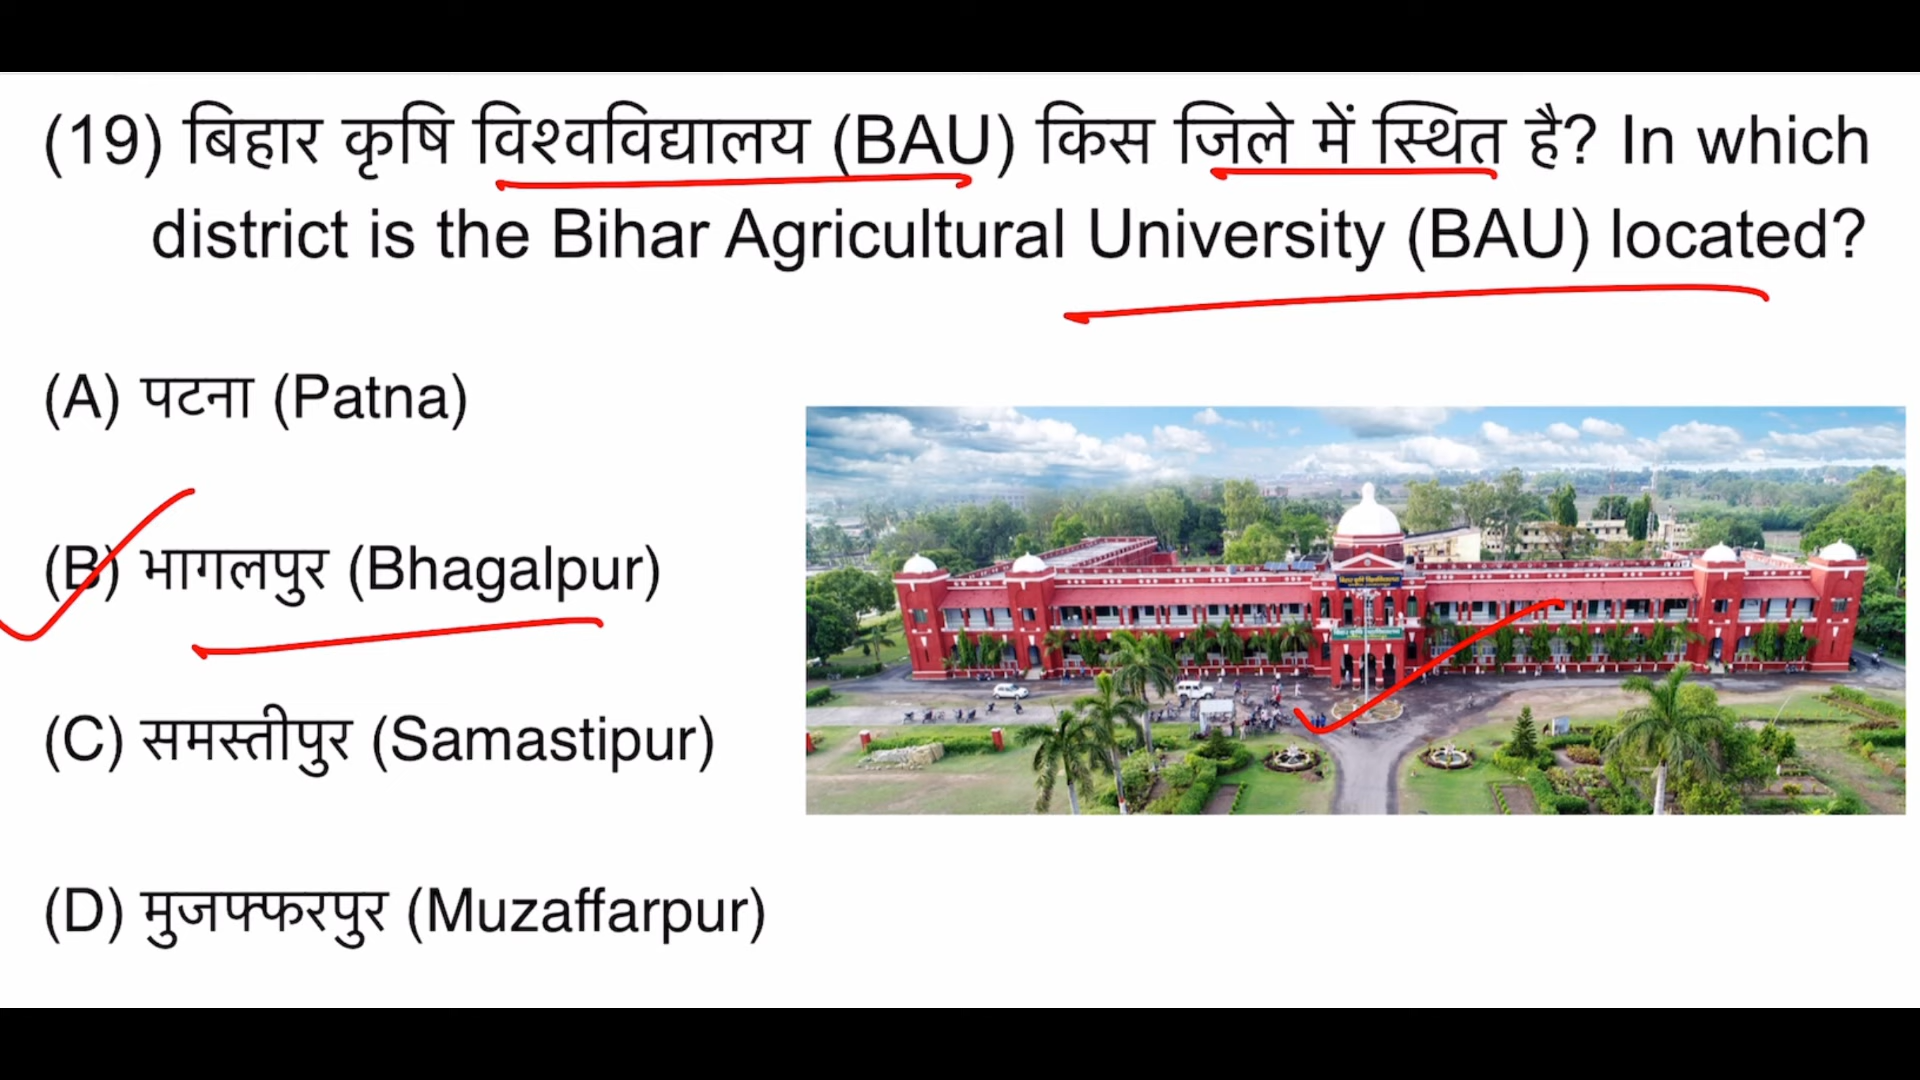 (19) बिहार कृषि विश्वविद्यालय (BAU) किस जिले में स्थित है? In which
district is the Bihar Agricultural University (BAU) located?
(A) पटना (Patna)
(B) भागलपुर (Bhagalpur)
(C) समस्तीपुर (Samastipur)
(D) मुजफ्फरपुर (Muzaffarpur)